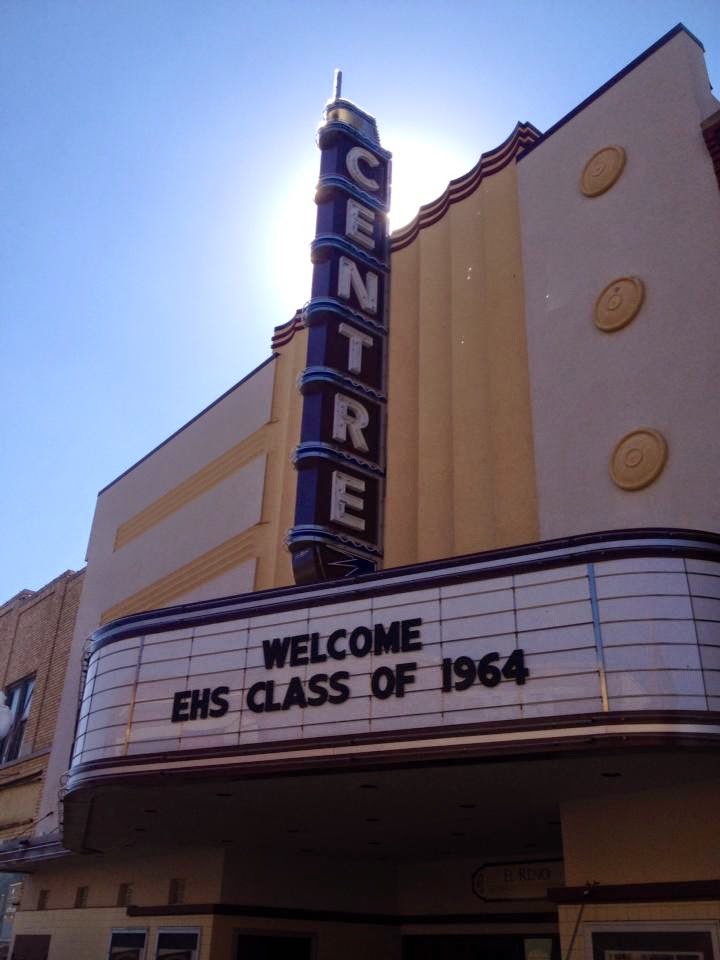 CENTRE
WELCOME
EHS CLASS OF 1964
EL RENO